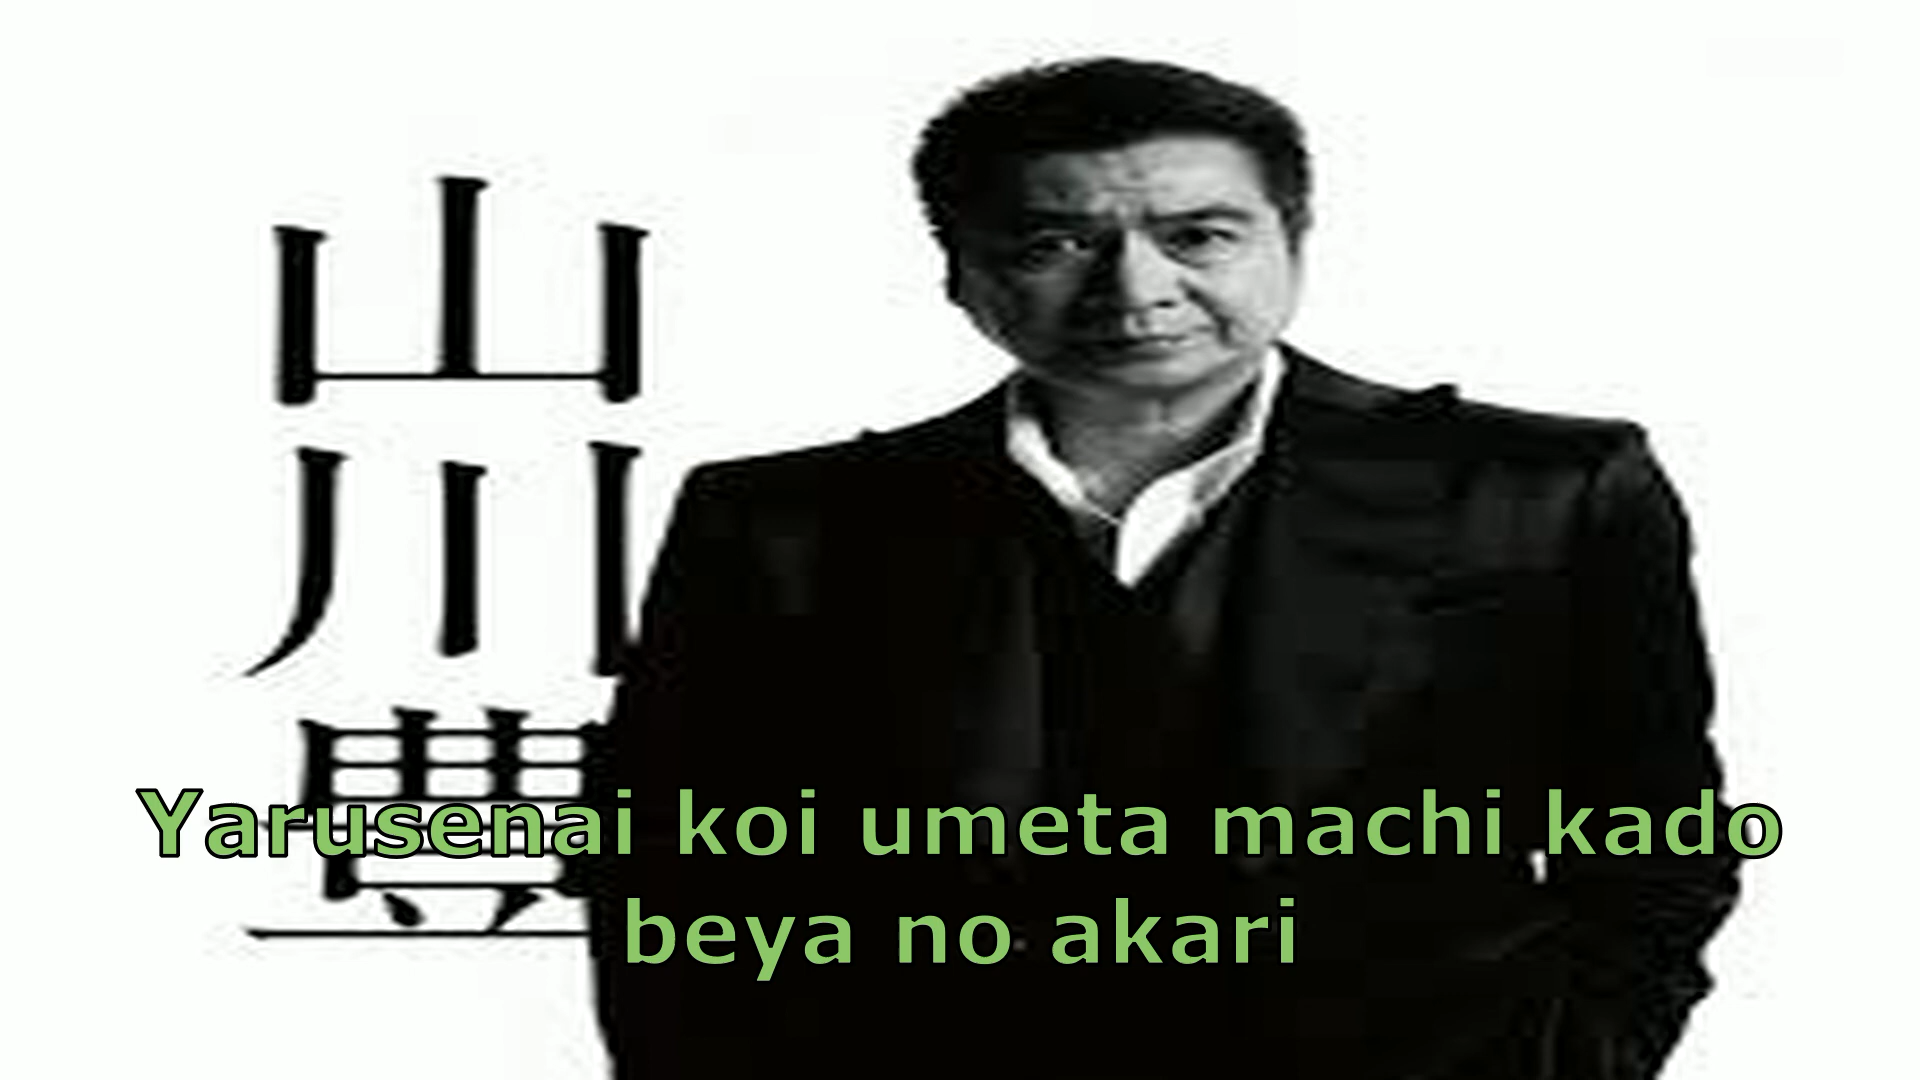 山川豊
Yarusenai koi umeta machi kado
beya no akari